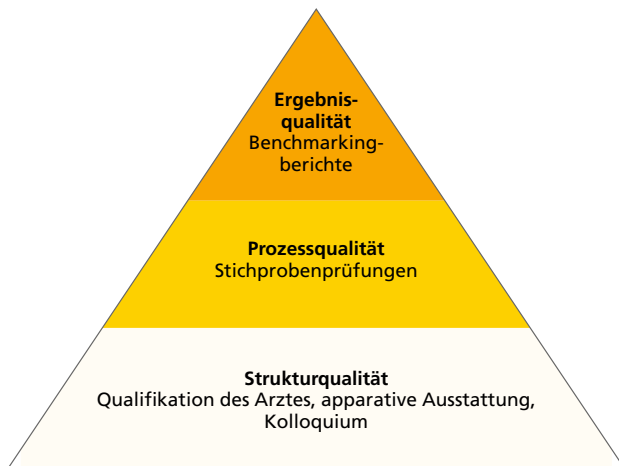 Ergebnis-
qualität
Benchmarking-
berichte
Prozessqualität
Stichprobenprüfungen
Strukturqualität
Qualifikation des Arztes, apparative Ausstattung,
Kolloquium